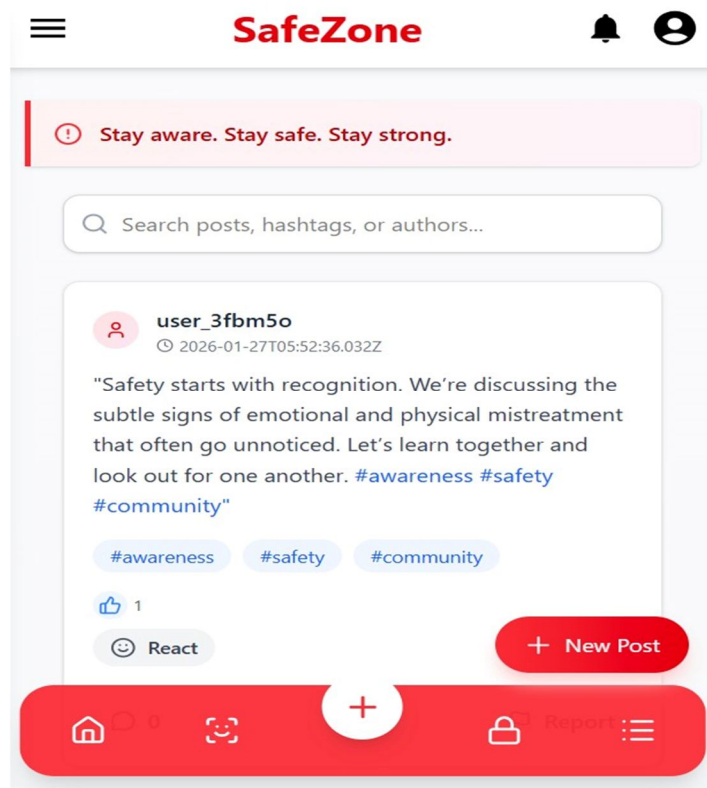 SafeZone
Stay aware. Stay safe. Stay strong.
Search posts, hashtags, or authors...
user_3fbm5o
2026-01-27T05:52:36.032Z
"Safety starts with recognition. We’re discussing the
subtle signs of emotional and physical mistreatment
that often go unnoticed. Let’s learn together and
look out for one another. #awareness #safety
#community"
#awareness #safety #community
1
React
New Post
0 Report